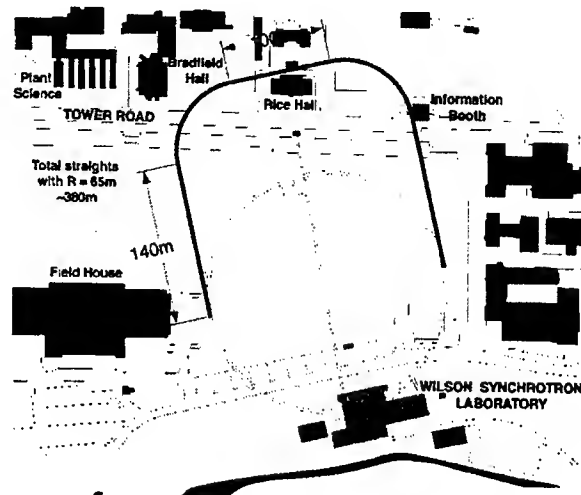 Bradfield
Hall
Plant
Science
Rice Hall
Information
Booth
TOWER ROAD
Total straights
with R = 65m
~380m
140m
Field House
WILSON SYNCHROTRON
LABORATORY